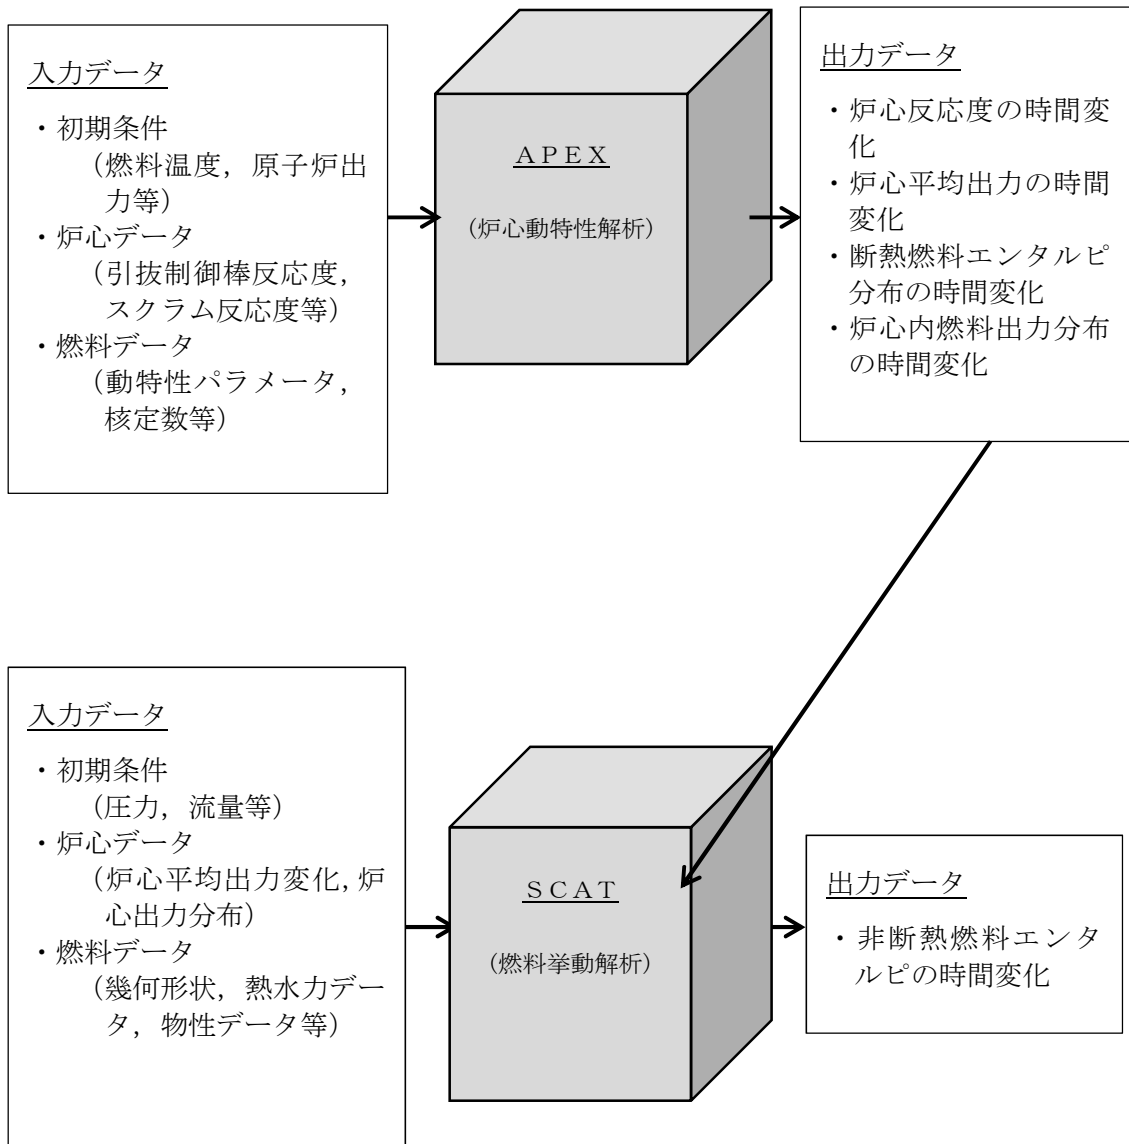 入力データ
・初期条件
（燃料温度，原子炉出
力等）
・炉心データ
（引抜制御棒反応度，
スクラム反応度等）
・燃料データ
（動特性パラメータ，
核定数等）
ＡＰＥＸ
（炉心動特性解析）
出力データ
・炉心反応度の時間変
化
・炉心平均出力の時間
変化
・断熱燃料エンタルピ
分布の時間変化
・炉心内燃料出力分布
の時間変化
入力データ
・初期条件
（圧力，流量等）
・炉心データ
（炉心平均出力変化，炉
心出力分布）
・燃料データ
（幾何形状，熱水力デー
タ，物性データ等）
ＳＣＡＴ
（燃料挙動解析）
出力データ
・非断熱燃料エンタ
ルピの時間変化